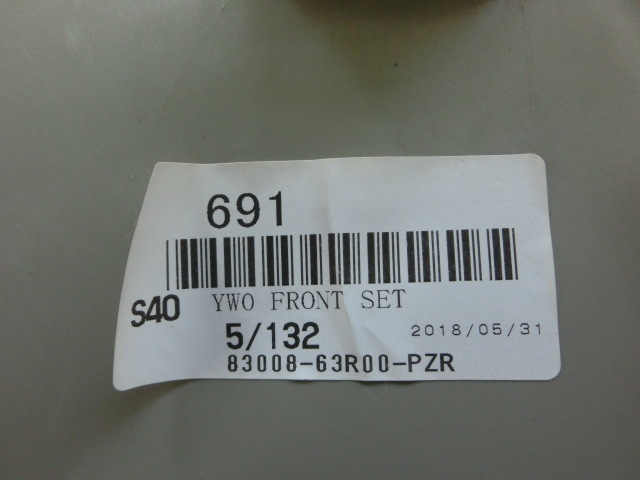 691
S40 YWO FRONT SET
5/132 2018/05/31
83008-63R00-PZR